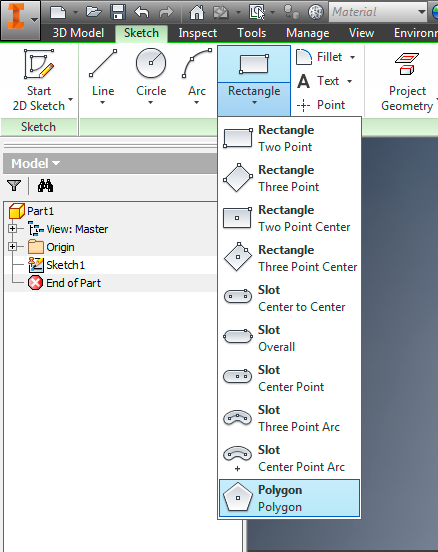 Material
3D Model Sketch Inspect Tools Manage View Environ
Start
2D Sketch
Line
Circle
Arc
Rectangle
Fillet
Text
Point
Project
Geometry
Sketch
Model
Part1
View: Master
Origin
Sketch1
End of Part
Rectangle
Two Point
Rectangle
Three Point
Rectangle
Two Point Center
Rectangle
Three Point Center
Slot
Center to Center
Slot
Overall
Slot
Center Point
Slot
Three Point Arc
Slot
Center Point Arc
Polygon
Polygon